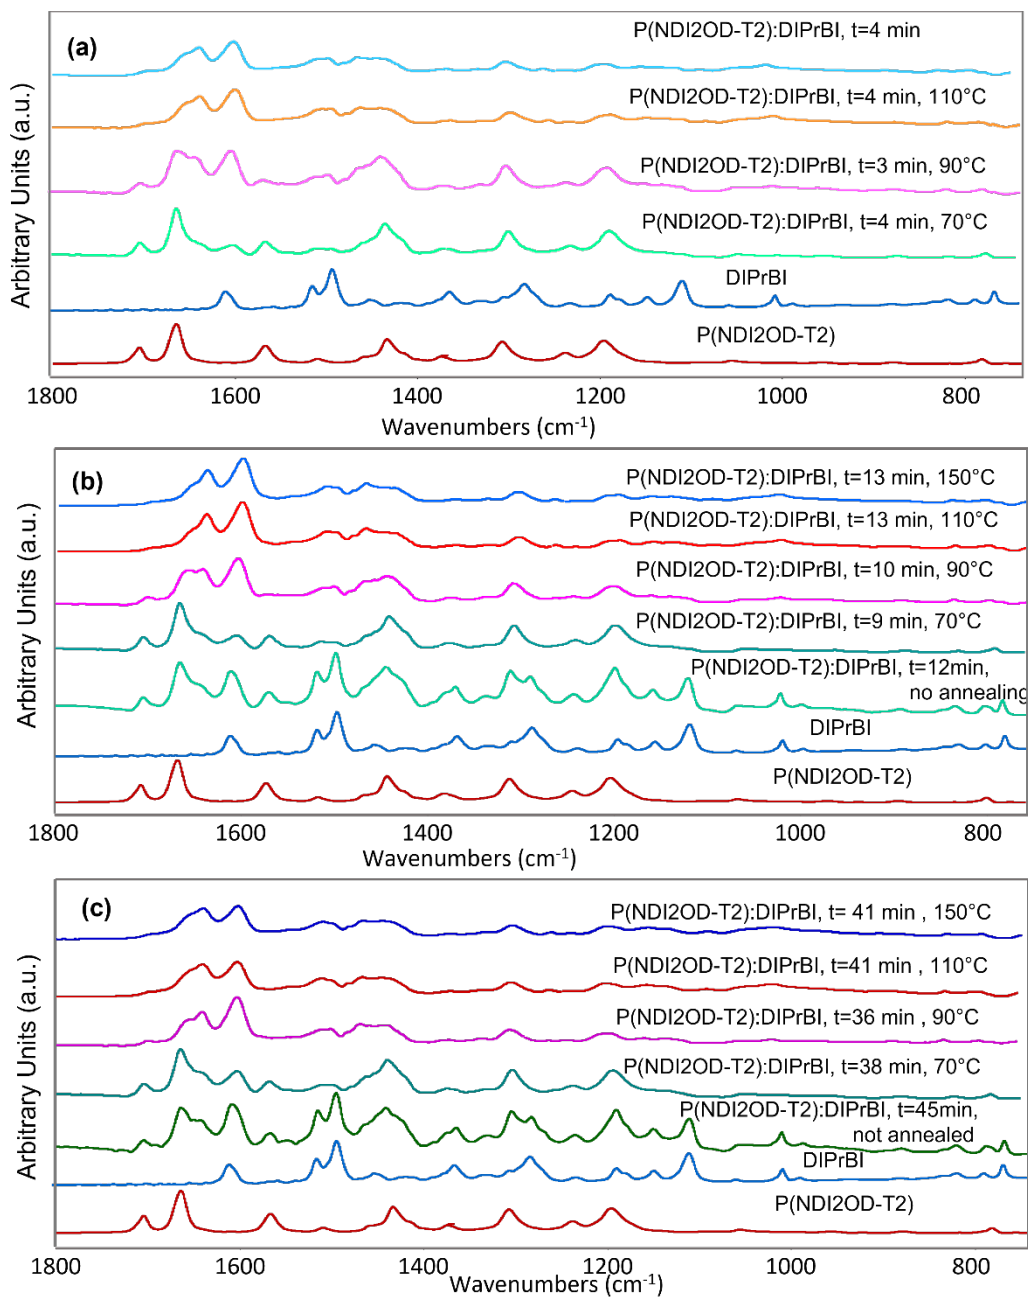 (a)
P(NDI2OD-T2):DIPrBI, t=4 min
P(NDI2OD-T2):DIPrBI, t=4 min, 110°C
P(NDI2OD-T2):DIPrBI, t=3 min, 90°C
P(NDI2OD-T2):DIPrBI, t=4 min, 70°C
DIPrBI
P(NDI2OD-T2)
Arbitrary Units (a.u.)
1800 1600 1400 1200 1000 800
Wavenumbers (cm-1)
(b)
P(NDI2OD-T2):DIPrBI, t=13 min, 150°C
P(NDI2OD-T2):DIPrBI, t=13 min, 110°C
P(NDI2OD-T2):DIPrBI, t=10 min, 90°C
P(NDI2OD-T2):DIPrBI, t=9 min, 70°C
P(NDI2OD-T2):DIPrBI, t=12min,
no annealing
DIPrBI
P(NDI2OD-T2)
Arbitrary Units (a.u.)
1800 1600 1400 1200 1000 800
Wavenumbers (cm-1)
(c)
P(NDI2OD-T2):DIPrBI, t= 41 min , 150°C
P(NDI2OD-T2):DIPrBI, t=41 min , 110°C
P(NDI2OD-T2):DIPrBI, t=36 min , 90°C
P(NDI2OD-T2):DIPrBI, t=38 min, 70°C
P(NDI2OD-T2):DIPrBI, t=45min,
not annealed
DIPrBI
P(NDI2OD-T2)
Arbitrary Units (a.u.)
1800 1600 1400 1200 1000 800
Wavenumbers (cm-1)